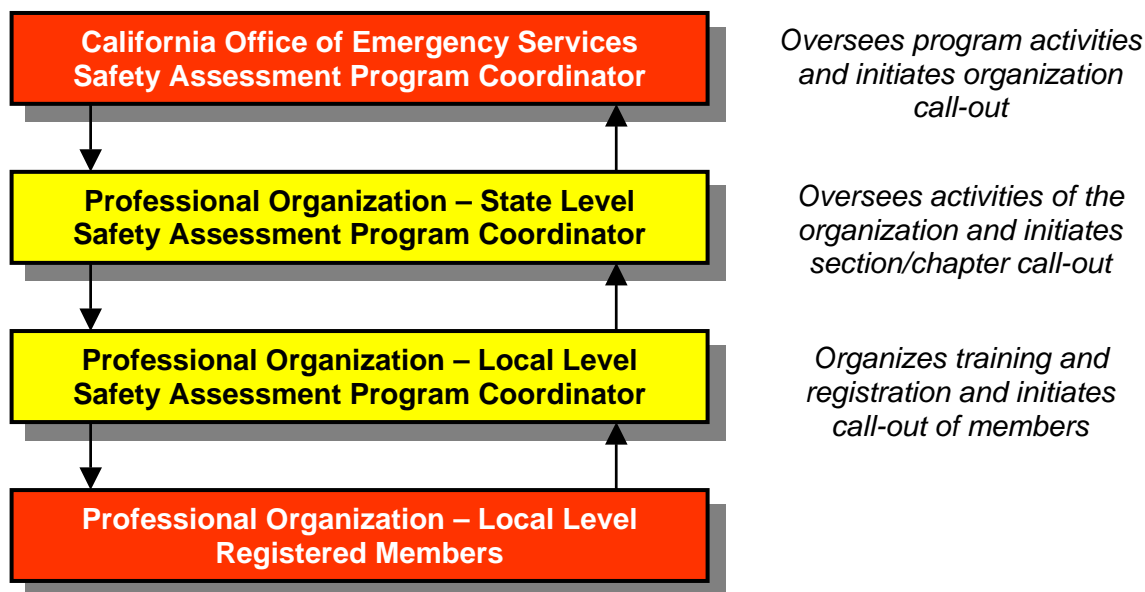 California Office of Emergency Services
Safety Assessment Program Coordinator
Oversees program activities
and initiates organization
call-out
Professional Organization – State Level
Safety Assessment Program Coordinator
Oversees activities of the
organization and initiates
section/chapter call-out
Professional Organization – Local Level
Safety Assessment Program Coordinator
Organizes training and
registration and initiates
call-out of members
Professional Organization – Local Level
Registered Members